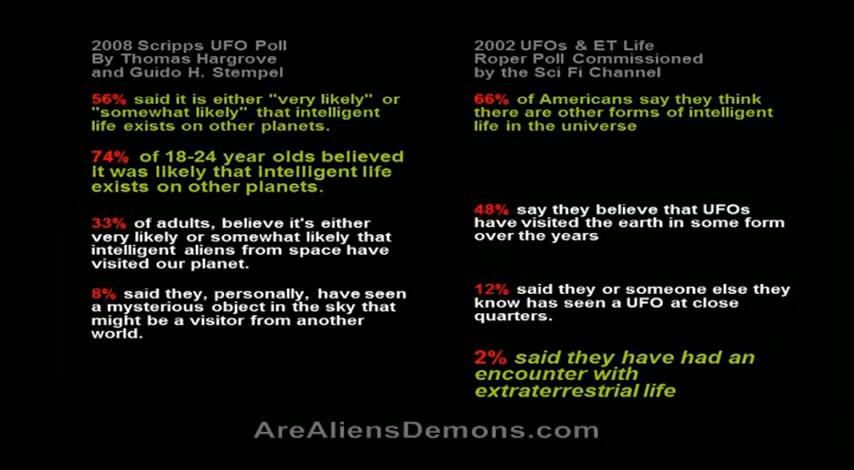 2008 Scripps UFO Poll
By Thomas Hargrove
and Guido H. Stempel
56% said it is either "very likely" or
"somewhat likely" that intelligent
life exists on other planets.
74% of 18-24 year olds believed
it was likely that intelligent life
exists on other planets.
33% of adults, believe it's either
very likely or somewhat likely that
intelligent aliens from space have
visited our planet.
8% said they, personally, have seen
a mysterious object in the sky that
might be a visitor from another
world.
2002 UFOs & ET Life
Roper Poll Commissioned
by the Sci Fi Channel
66% of Americans say they think
there are other forms of intelligent
life in the universe
48% say they believe that UFOs
have visited the earth in some form
over the years
12% said they or someone else they
know has seen a UFO at close
quarters.
2% said they have had an
encounter with
extraterrestrial life
AreAliensDemons.com